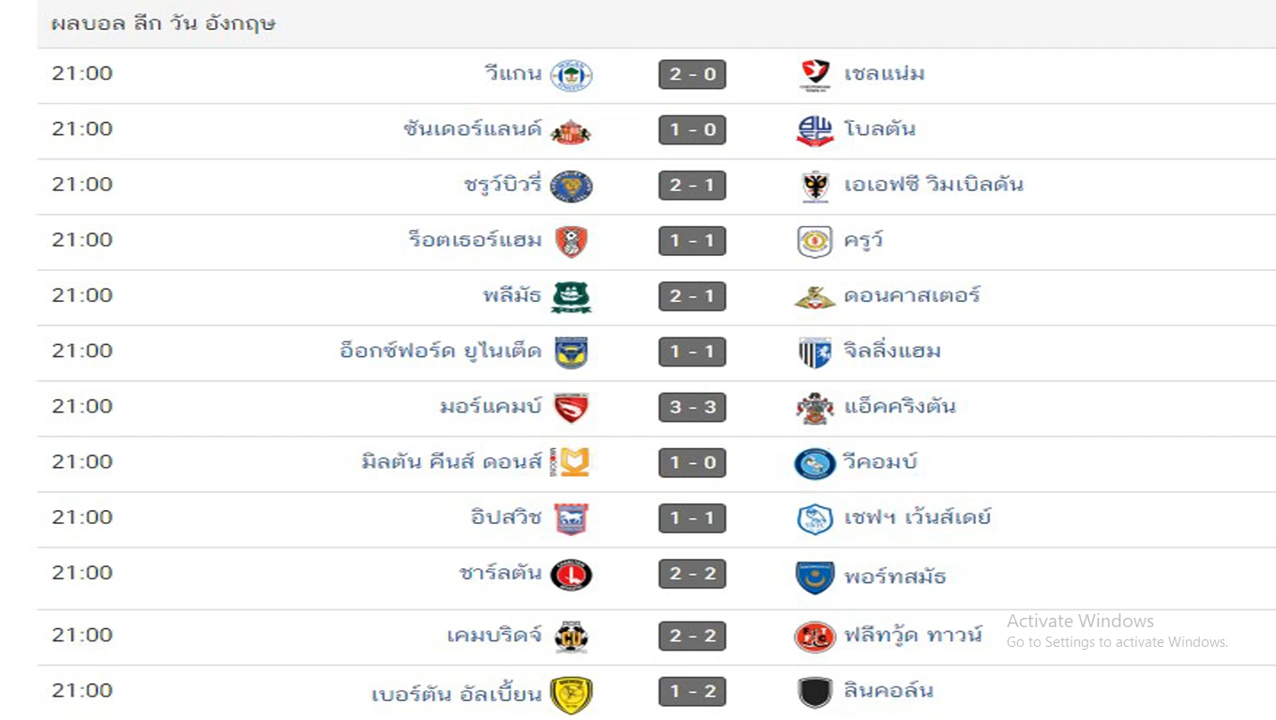 ผลบอล ลีก วัน อังกฤษ
21:00 วีแกน 2 - 0 เชลแน่ม
21:00 ซันเดอร์แลนด์ 1 - 0 โบลตัน
21:00 ชรูว์บิวรี่ 2 - 1 เอเอฟซี วิมเบิลดัน
21:00 ร็อตเธอร์แฮม 1 - 1 ครูว์
21:00 พลีมัธ 2 - 1 ดอนคาสเตอร์
21:00 อ็อกซ์ฟอร์ด ยูไนเต็ด 1 - 1 จิลลิ่งแฮม
21:00 มอร์แคมบ์ 3 - 3 แอ็คคริงตัน
21:00 มิลตัน คีนส์ ดอนส์ 1 - 0 วีคอมบ์
21:00 อิปสวิช 1 - 1 เชฟฯ เว้นส์เดย์
21:00 ชาร์ลตัน 2 - 2 พอร์ทสมัธ
21:00 เคมบริดจ์ 2 - 2 ฟลีทวู้ด ทาวน์
Activate Windows
Go to Settings to activate Windows.
21:00 เบอร์ตัน อัลเบี้ยน 1 - 2 ลินคอล์น